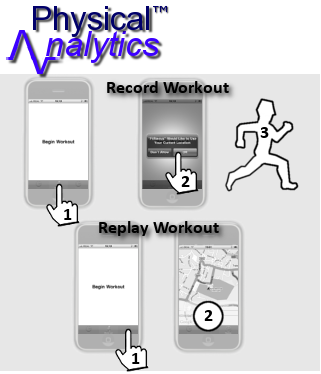 Physical™
Analytics
Record Workout
Begin Workout
Would Like to Use
Your Current Location
Don't Allow
OK
1
2
3
Replay Workout
Begin Workout
1
2